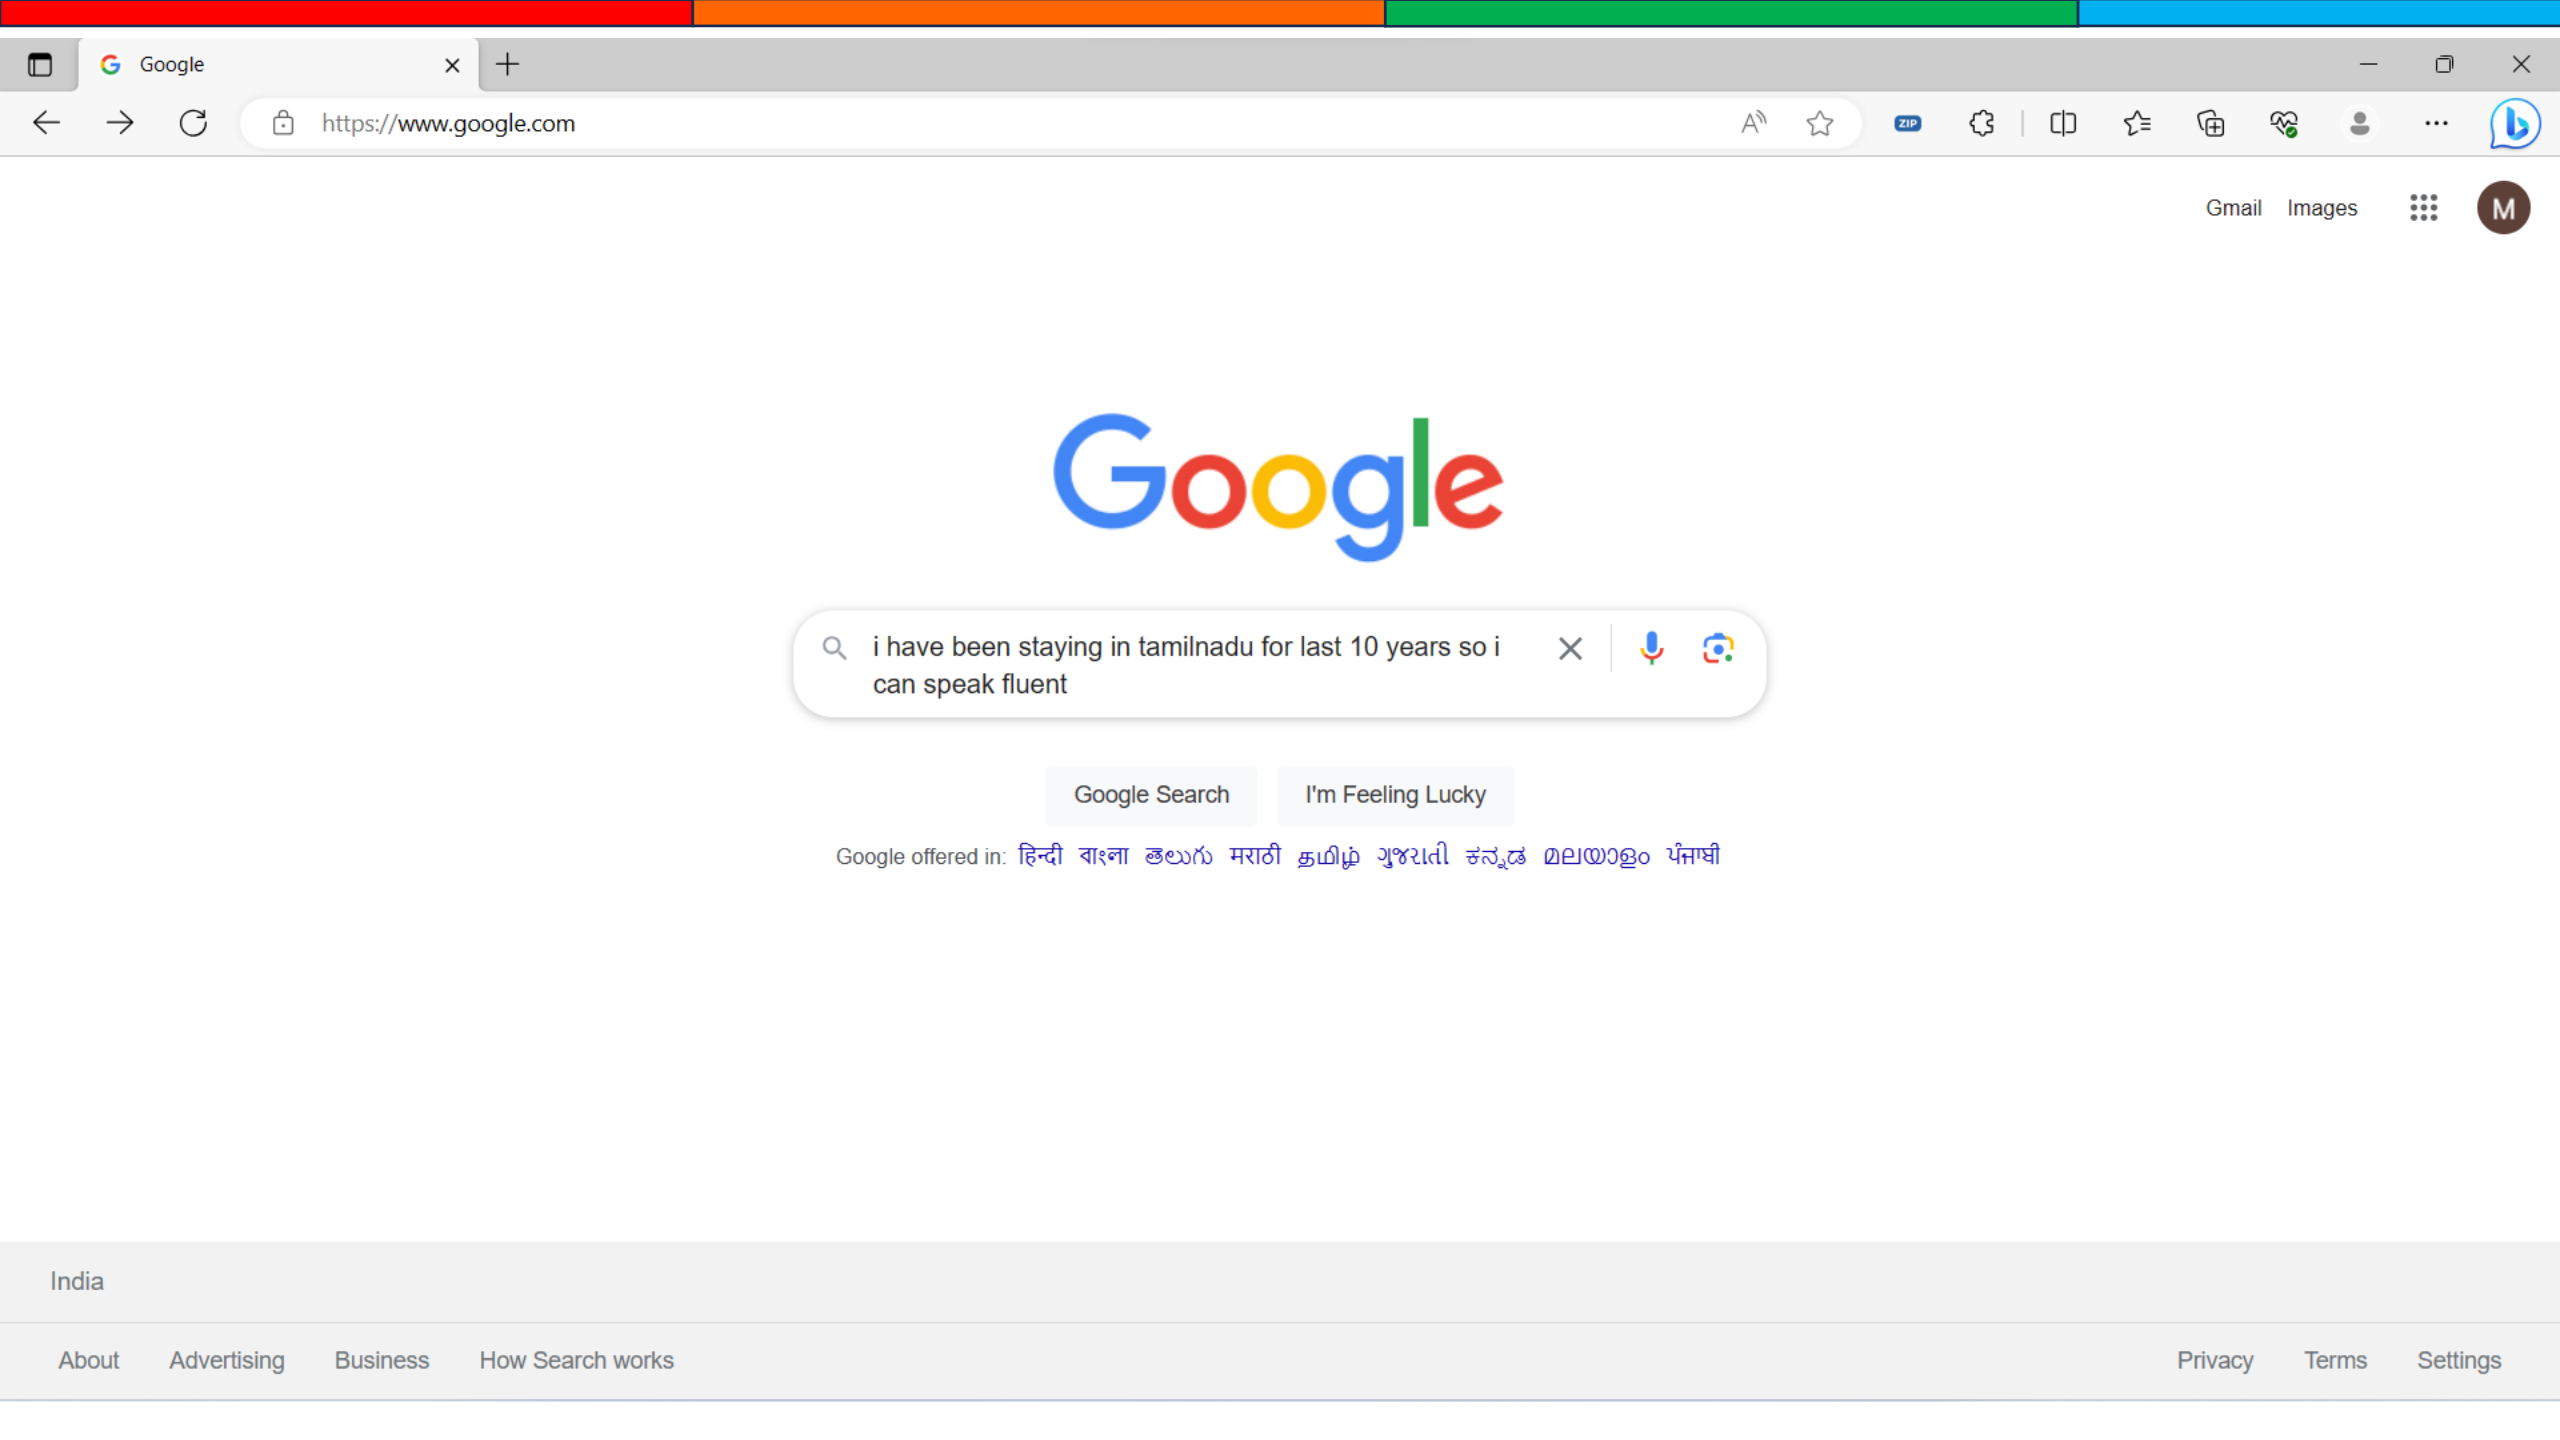 Google
https://www.google.com
ZIP
Gmail Images
M
Google
i have been staying in tamilnadu for last 10 years so i
can speak fluent
Google Search I'm Feeling Lucky
Google offered in: हिन्दी বাংলা తెలుగు मराठी தமிழ் ગુજરાતી ಕನ್ನಡ മലയാളം ਪੰਜਾਬੀ
India
About Advertising Business How Search works Privacy Terms Settings